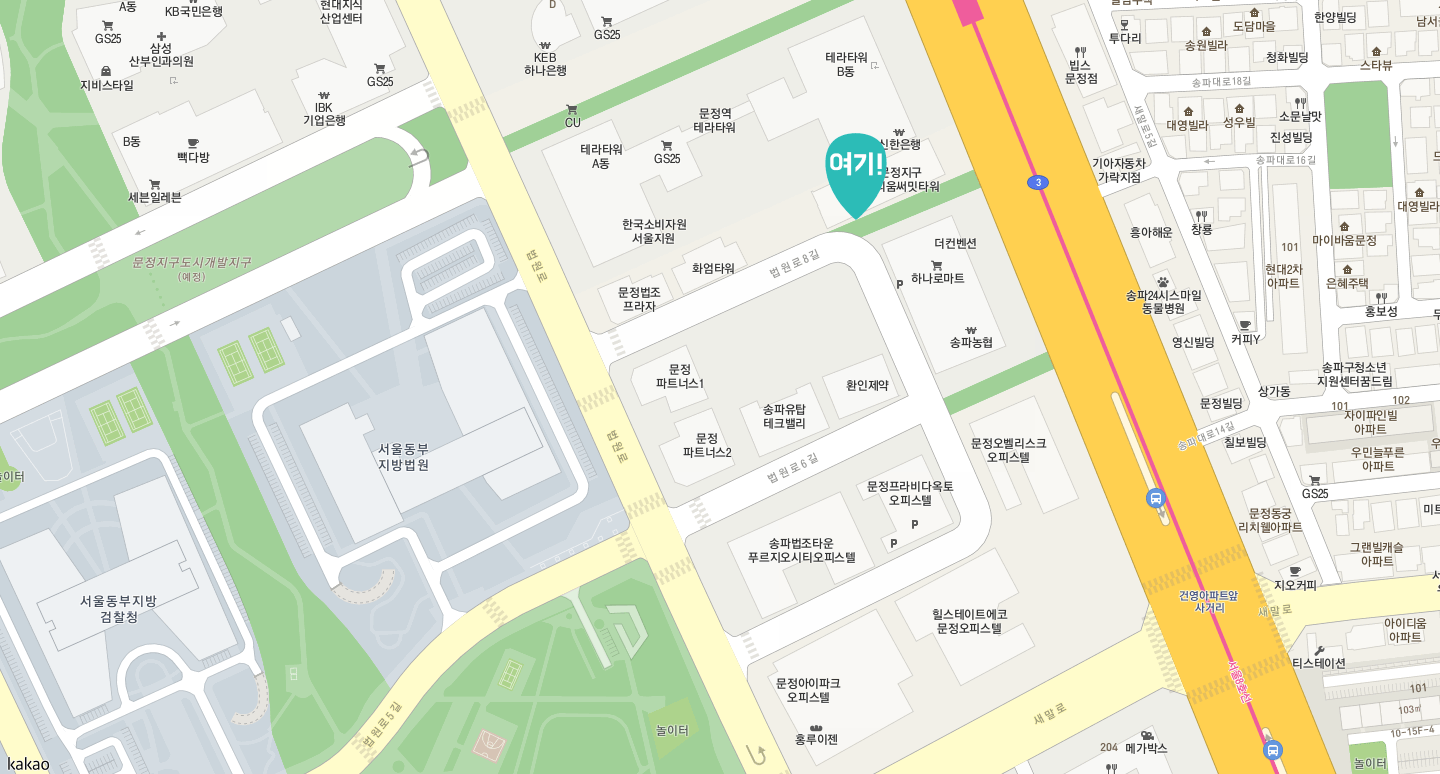 A동
KB국민은행
현대지식
산업센터
D
GS25
GS25
삼성
산부인과의원
KEB
하나은행
지비스타일
GS25
IBK
기업은행
B동
빽다방
세븐일레븐
CU
문정역
테라타워
테라타워
B동
테라타워
A동
GS25
신한은행
여기!
문정지구
움써밋타워
3
투다리
도담마을
한양빌딩
송원빌라
청화빌딩
스타뷰
빕스
문정점
송파대로18길
새말로5길
대영빌라
성우빌
소문날맛
진성빌딩
기아자동차
가락지점
송파대로16길
대영빌라
흥아해운
창룡
101
현대2차
아파트
마이바움문정
은혜주택
홍보성
송파24시스마일
동물병원
영신빌딩
커피Y
송파구청소년
지원센터꿈드림
상가동
문정빌딩
101
102
자이파인빌
아파트
송파대로14길
칠보빌딩
우민늘푸른
아파트
GS25
문정동궁
리치웰아파트
그랜빌캐슬
아파트
지오커피
건영아파트앞
사거리
새말로
아이디움
아파트
티스테이션
서울8호선
101
103㎡
10-15F-4
놀이터
204
메가박스
새말로
문정지구도시개발지구
(예정)
법원로
한국소비자원
서울지원
화엄타워
문정법조
프라자
법원로8길
더컨벤션
P
하나로마트
송파농협
문정
파트너스1
환인제약
송파유탑
테크밸리
문정
파트너스2
법원로
법원로6길
문정오벨리스크
오피스텔
문정프라비다옥토
오피스텔
P
P
송파법조타운
푸르지오시티오피스텔
힐스테이트에코
문정오피스텔
문정아이파크
오피스텔
홍루이젠
서울동부
지방법원
서울동부지방
검찰청
법원로5길
놀이터
kakao